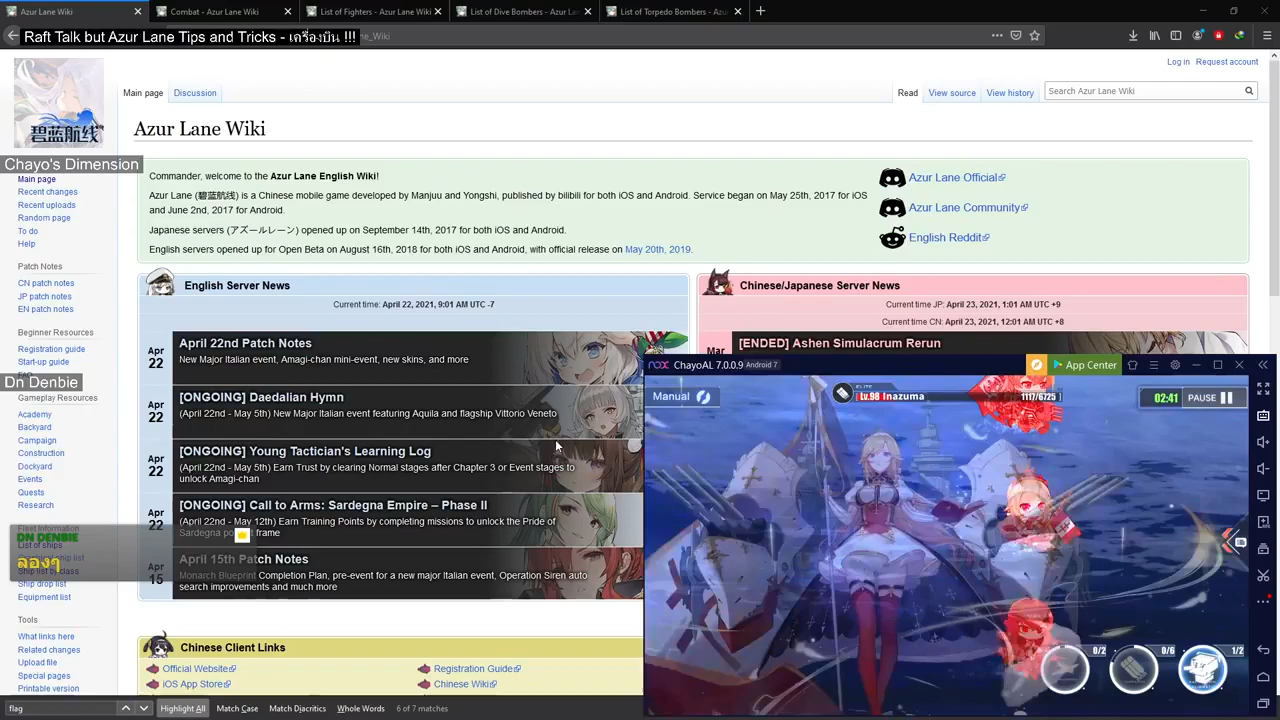 Azur Lane Wiki
Combat - Azur Lane Wiki
List of Fighters - Azur Lane Wiki
List of Dive Bombers - Azur Lan
List of Torpedo Bombers - Azur
Raft Talk but Azur Lane Tips and Tricks - เครื่องบิน !!!
e_Wiki
Log in
Request account
Main page
Discussion
Read
View source
View history
Search Azur Lane Wiki
碧蓝航线
Azur Lane Wiki
Chayo's Dimension
Main page
Recent changes
Recent uploads
Random page
To do
Help
Patch Notes
CN patch notes
JP patch notes
EN patch notes
Beginner Resources
Registration guide
Start-up guide
FAQ
Dn Denbie
Gameplay Resources
Academy
Backyard
Campaign
Construction
Dockyard
Events
Quests
Research
Fleet Information
List of ships
Ship list by class
Ship drop list
Equipment list
DN DENBIE
ลองๆ
Tools
What links here
Related changes
Upload file
Special pages
Printable version
Commander, welcome to the Azur Lane English Wiki!
Azur Lane (碧蓝航线) is a Chinese mobile game developed by Manjuu and Yongshi, published by bilibili for both iOS and Android. Service began on May 25th, 2017 for iOS
and June 2nd, 2017 for Android.
Japanese servers (アズールレーン) opened up on September 14th, 2017 for both iOS and Android.
English servers opened up for Open Beta on August 16th, 2018 for both iOS and Android, with official release on May 20th, 2019.
Azur Lane Official
Azur Lane Community
English Reddit
English Server News
Current time: April 22, 2021, 9:01 AM UTC -7
Apr 22
April 22nd Patch Notes
New Major Italian event, Amagi-chan mini-event, new skins, and more
Apr 22
[ONGOING] Daedalian Hymn
(April 22nd - May 5th) New Major Italian event featuring Aquila and flagship Vittorio Veneto
Apr 22
[ONGOING] Young Tactician's Learning Log
(April 22nd - May 5th) Earn Trust by clearing Normal stages after Chapter 3 or Event stages to
unlock Amagi-chan
Apr 22
[ONGOING] Call to Arms: Sardegna Empire – Phase II
(April 22nd - May 12th) Earn Training Points by completing missions to unlock the Pride of
Sardegna frame
Apr 15
April 15th Patch Notes
Monarch Blueprint Completion Plan, pre-event for a new major Italian event, Operation Siren auto
search improvements and much more
Chinese/Japanese Server News
Current time JP: April 23, 2021, 1:01 AM UTC +9
Current time CN: April 23, 2021, 12:01 AM UTC +8
Mar
[ENDED] Ashen Simulacrum Rerun
Chinese Client Links
Official Website
Registration Guide
iOS App Store
Chinese Wiki
nox ChayoAL 7.0.0.9 Android 7
App Center
Manual
ELITE
Lv.98 Inazuma
1117/6725
02:41
PAUSE
0/2
0/6
1/2
flag
Highlight All
Match Case
Match Diacritics
Whole Words
6 of 7 matches